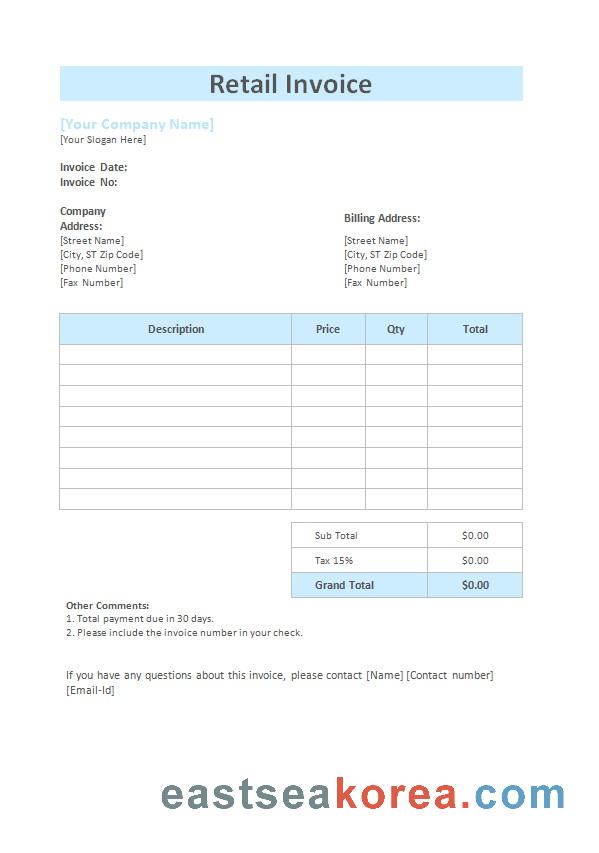 Retail Invoice
[Your Company Name]
[Your Slogan Here]
Invoice Date:
Invoice No:
Company
Address:
[Street Name]
[City, ST Zip Code]
[Phone Number]
[Fax Number]
Billing Address:
[Street Name]
[City, ST Zip Code]
[Phone Number]
[Fax Number]
Description Price Qty Total
Sub Total $0.00
Tax 15% $0.00
Grand Total $0.00
Other Comments:
1. Total payment due in 30 days.
2. Please include the invoice number in your check.
If you have any questions about this invoice, please contact [Name] [Contact number]
[Email-Id]
eastseakorea.com